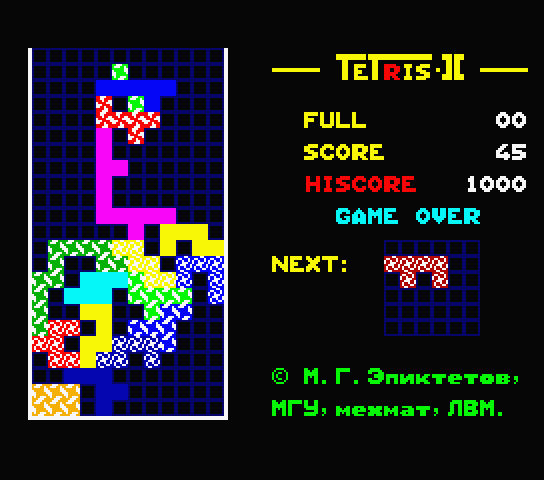 TETRIS·II
FULL 00
SCORE 45
HISCORE 1000
GAME OVER
NEXT:
© М. Г. Эпиктетов,
МГУ, мехмат, ЛВМ.